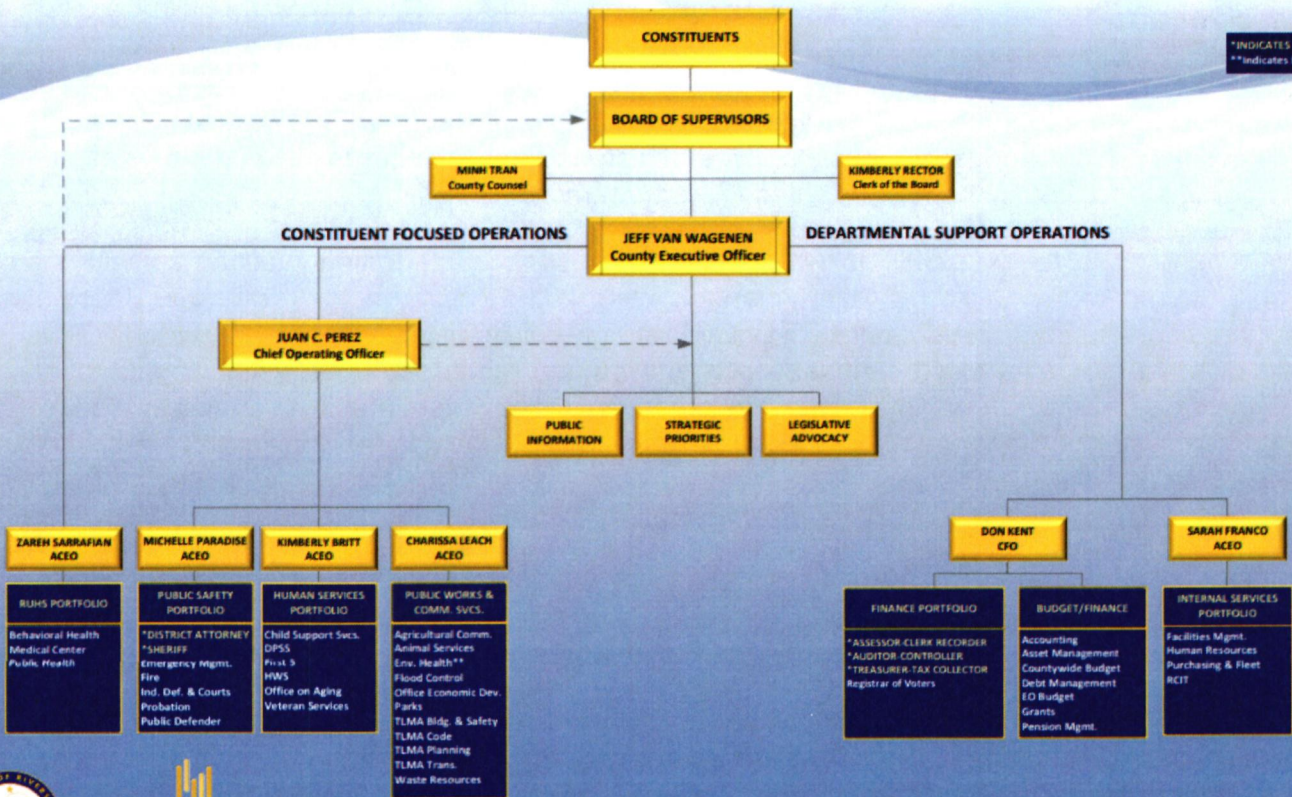 CONSTITUENTS
*INDICATES
**Indicates
BOARD OF SUPERVISORS
MINH TRAN
County Counsel
KIMBERLY RECTOR
Clerk of the Board
CONSTITUENT FOCUSED OPERATIONS
JEFF VAN WAGENEN
County Executive Officer
DEPARTMENTAL SUPPORT OPERATIONS
JUAN C. PEREZ
Chief Operating Officer
PUBLIC
INFORMATION
STRATEGIC
PRIORITIES
LEGISLATIVE
ADVOCACY
ZAREH SARRAFIAN
ACEO
MICHELLE PARADISE
ACEO
KIMBERLY BRITT
ACEO
CHARISSA LEACH
ACEO
DON KENT
CFO
SARAH FRANCO
ACEO
RUHS PORTFOLIO
Behavioral Health
Medical Center
Public Health
PUBLIC SAFETY
PORTFOLIO
*DISTRICT ATTORNEY
*SHERIFF
Emergency Mgmt.
Fire
Ind. Def. & Courts
Probation
Public Defender
HUMAN SERVICES
PORTFOLIO
Child Support Svcs.
DPSS
First 5
HWS
Office on Aging
Veteran Services
PUBLIC WORKS &
COMM. SVCS.
Agricultural Comm.
Animal Services
Env. Health**
Flood Control
Office Economic Dev.
Parks
TLMA Bldg. & Safety
TLMA Code
TLMA Planning
TLMA Trans.
Waste Resources
FINANCE PORTFOLIO
*ASSESSOR-CLERK RECORDER
*AUDITOR-CONTROLLER
*TREASURER-TAX COLLECTOR
Registrar of Voters
BUDGET/FINANCE
Accounting
Asset Management
Countywide Budget
Debt Management
EO Budget
Grants
Pension Mgmt.
INTERNAL SERVICES
PORTFOLIO
Facilities Mgmt.
Human Resources
Purchasing & Fleet
RCIT